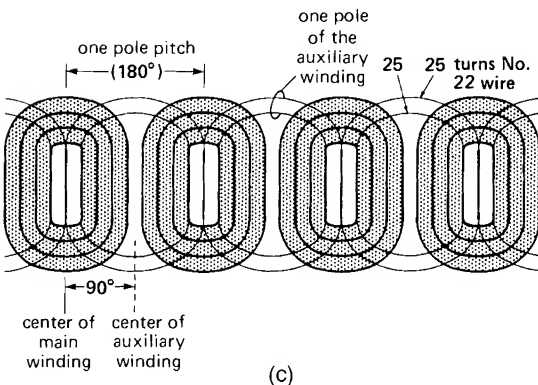 one pole pitch
(180°)
one pole
of the
auxiliary
winding
25
25 turns No.
22 wire
90°
center of
main
winding
center of
auxiliary
winding
(c)